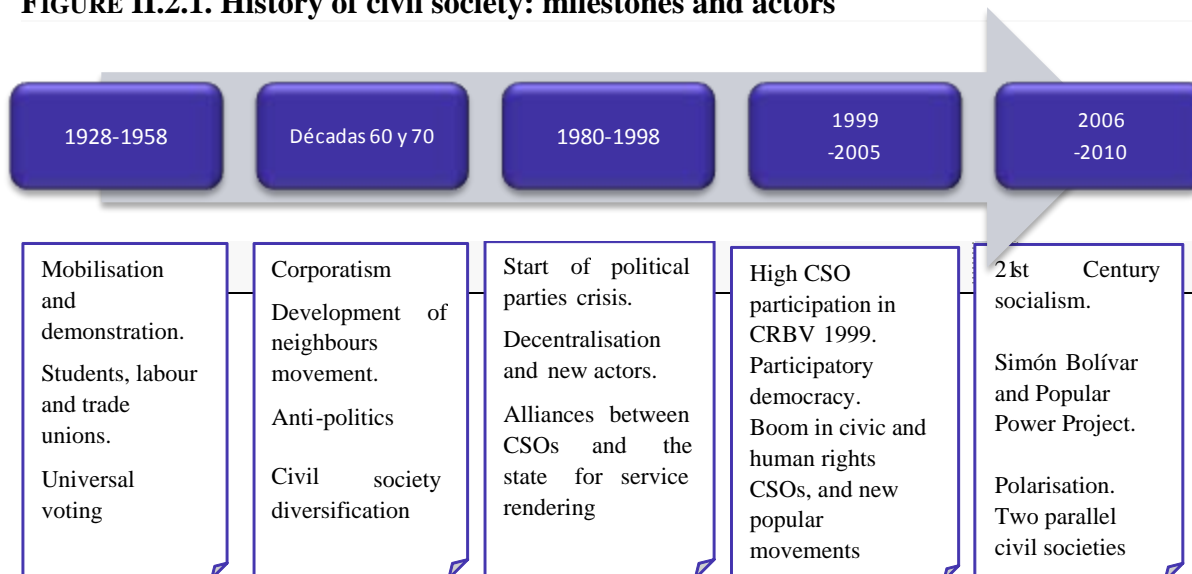 FIGURE II.2.1. History of civil society: milestones and actors
1928-1958
Décadas 60 y 70
1980-1998
1999
-2005
2006
-2010
Mobilisation
and
demonstration.
Students, labour
and trade
unions.
Universal
voting
Corporatism
Development of
neighbours
movement.
Anti-politics
Civil society
diversification
Start of political
parties crisis.
Decentralisation
and new actors.
Alliances between
CSOs and the
state for service
rendering
High CSO
participation in
CRBV 1999.
Participatory
democracy.
Boom in civic and
human rights
CSOs, and new
popular
movements
21st Century
socialism.
Simón Bolívar
and Popular
Power Project.
Polarisation.
Two parallel
civil societies